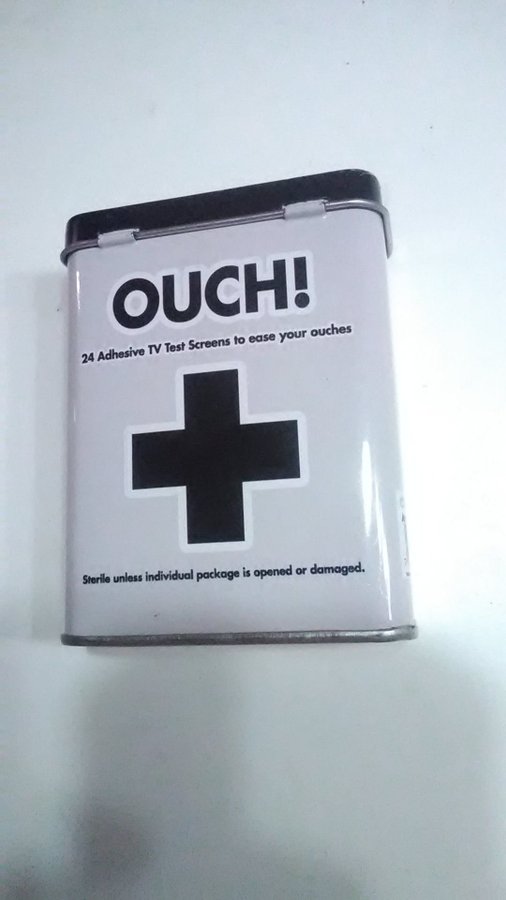 OUCH!
24 Adhesive TV Test Screens to ease your ouches
Sterile unless individual package is opened or damaged.